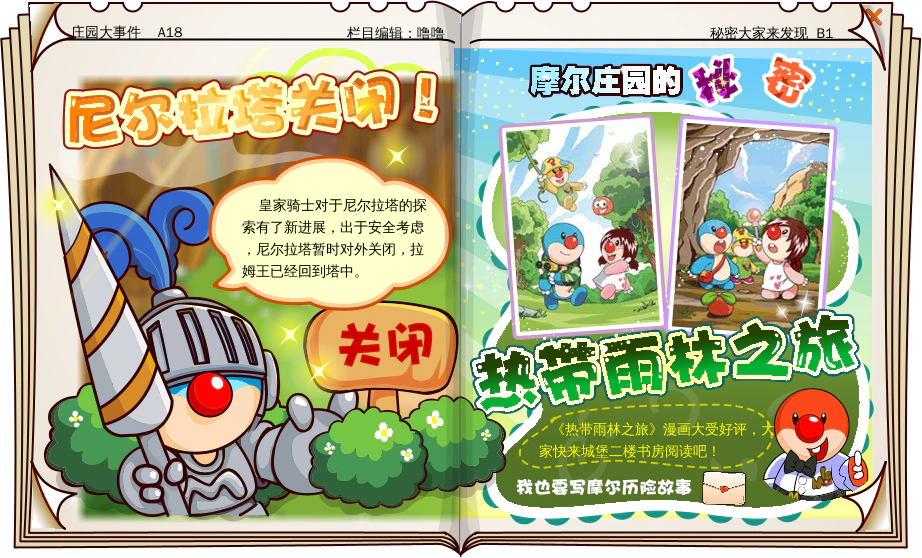 庄园大事件 A18
栏目编辑：噜噜
尼尔拉塔关闭！
皇家骑士对于尼尔拉塔的探
索有了新进展，出于安全考虑
，尼尔拉塔暂时对外关闭，拉
姆王已经回到塔中。
关闭
秘密大家来发现 B1
摩尔庄园的秘密
热带雨林之旅
《热带雨林之旅》漫画大受好评，大
家快来城堡二楼书房阅读吧！
我也要写摩尔历险故事